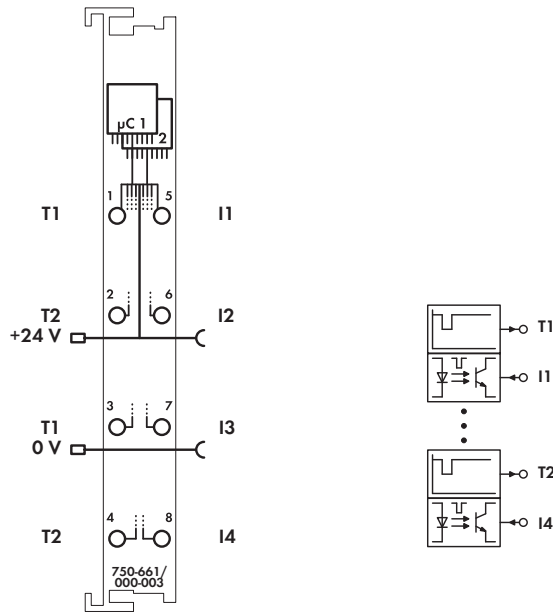 µC 1
2
1 5
T1 I1
2 6
T2 I2
+24 V
3 7
T1 I3
0 V
4 8
T2 I4
750-661/
000-003
T1
I1
T2
I4